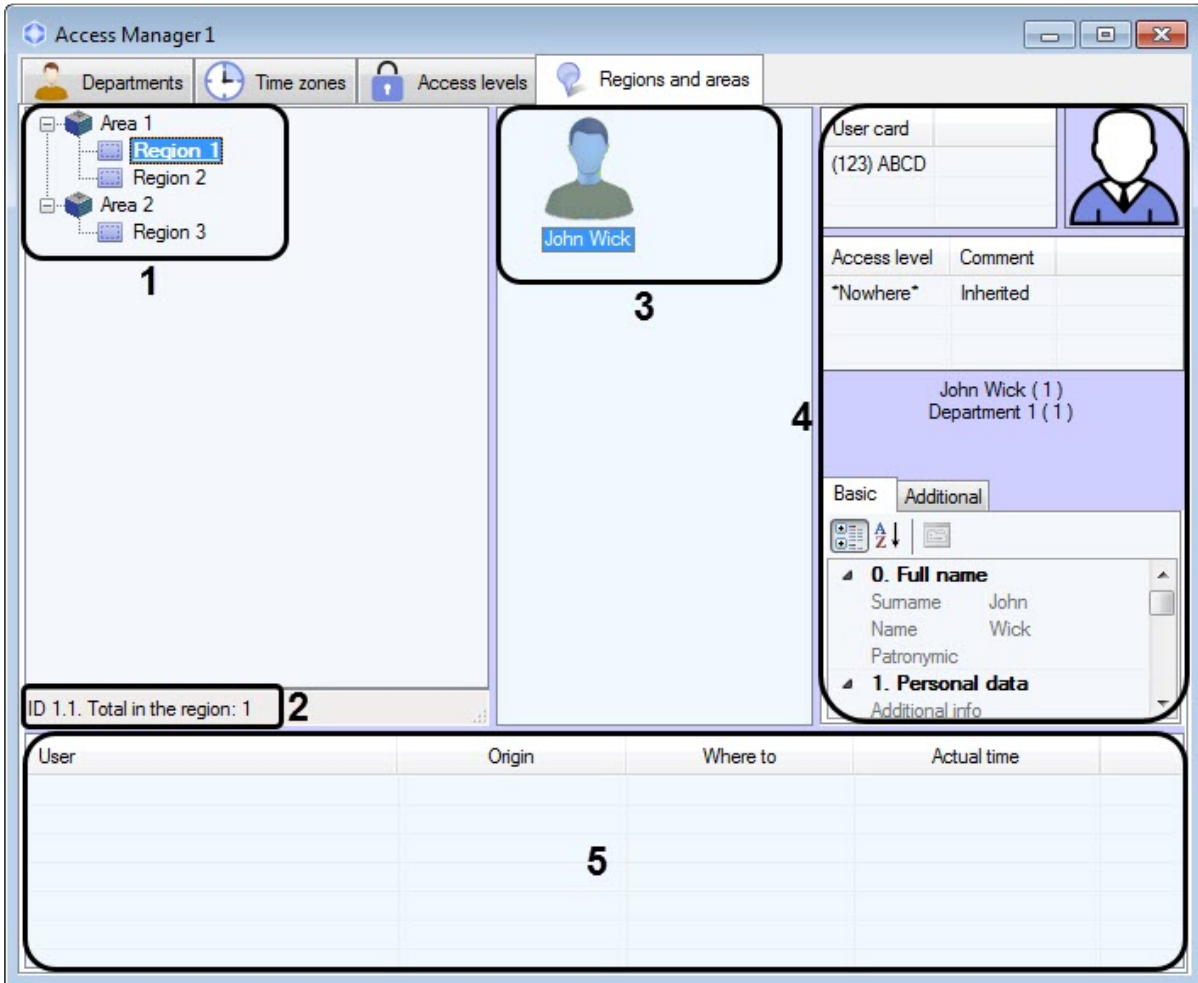 Access Manager 1
Departments Time zones Access levels Regions and areas
Area 1
Region 1
Region 2
Area 2
Region 3
1
ID 1.1. Total in the region: 1
2
John Wick
3
User card
(123) ABCD
Access level Comment
*Nowhere* Inherited
4
John Wick ( 1 )
Department 1 ( 1 )
Basic Additional
A
Z
0. Full name
Surname John
Name Wick
Patronymic
1. Personal data
Additional info
User Origin Where to Actual time
5